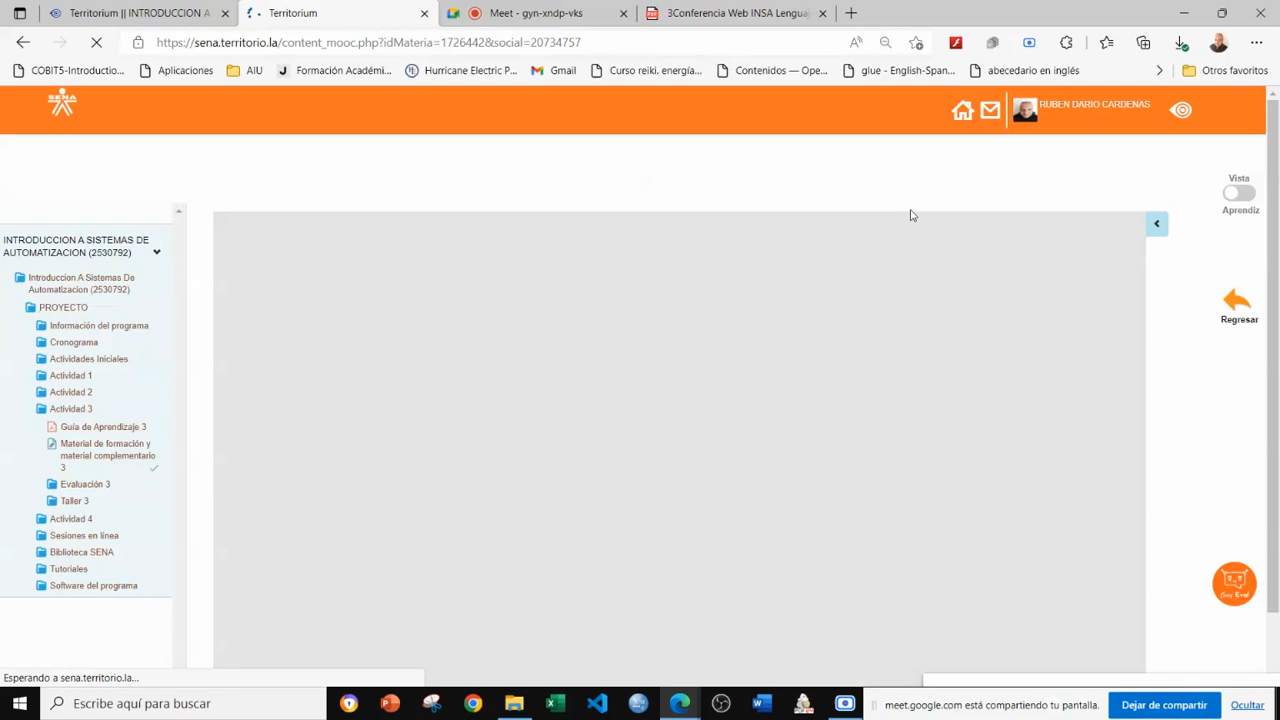 Territorium || INTRODUCCION A
Territorium
Meet - gyn-xndp-vks
3Conferencia Web INSA Lengua
https://sena.territorio.la/content_mooc.php?idMateria=1726442&social=20734757
COBIT5-Introductio...
Aplicaciones
AIU
Formación Académi...
Hurricane Electric P...
Gmail
Curso reiki. energía...
Contenidos — Ope...
glue - English-Span...
abecedario en inglés
Otros favoritos
SENA
RUBEN DARIO CARDENAS
Vista
Aprendiz
INTRODUCCION A SISTEMAS DE
AUTOMATIZACION (2530792)
Introduccion A Sistemas De
Automatizacion (2530792)
PROYECTO
Información del programa
Cronograma
Actividades Iniciales
Actividad 1
Actividad 2
Actividad 3
Guía de Aprendizaje 3
Material de formación y
material complementario
3
Evaluación 3
Taller 3
Actividad 4
Sesiones en línea
Biblioteca SENA
Tutoriales
Software del programa
Regresar
¡Soy Eva!
Esperando a sena.territorio.la...
Escribe aquí para buscar
meet.google.com está compartiendo tu pantalla.
Dejar de compartir
Ocultar